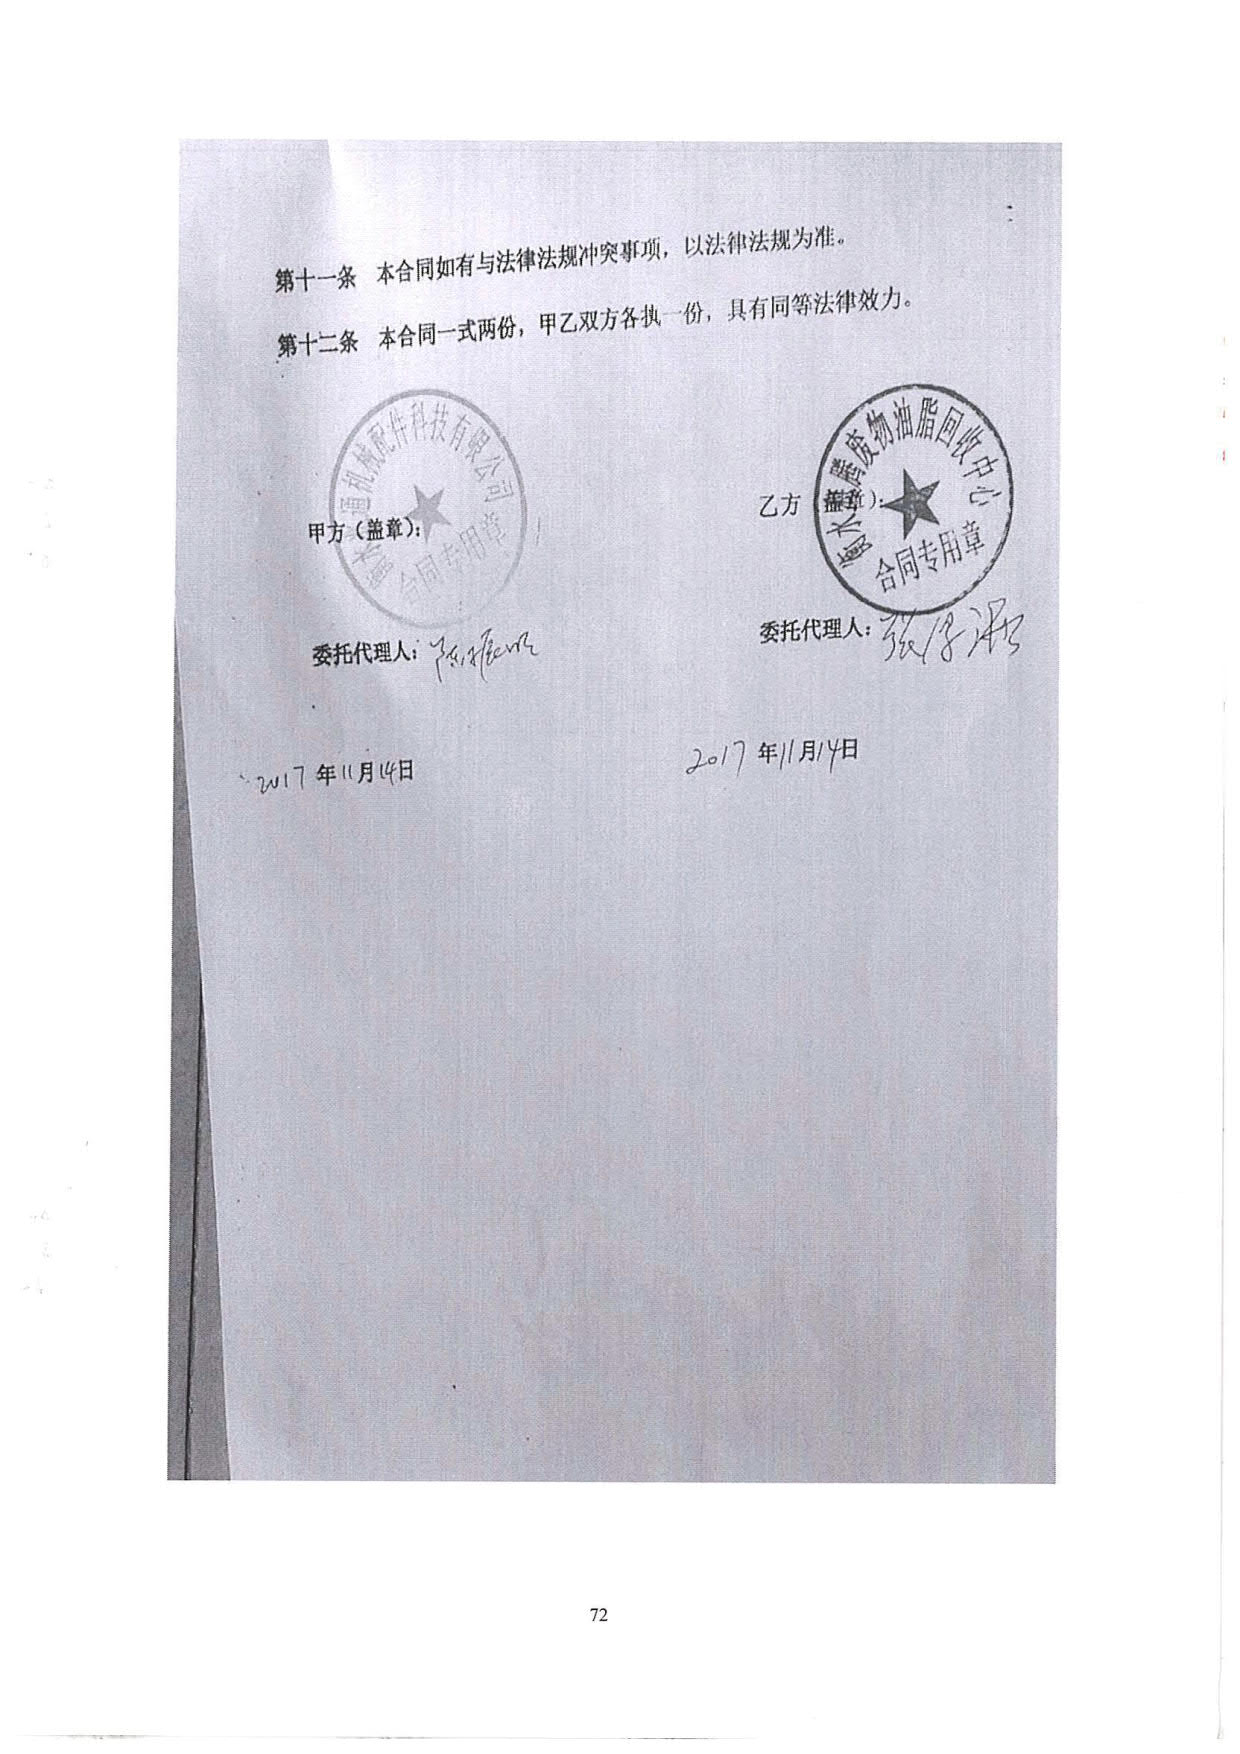 第十一条 本合同如有与法律法规冲突事项，以法律法规为准。
第十二条 本合同一式两份，甲乙双方各执一份，具有同等法律效力。
通机械配件科技有限公司
合同专用章
甲方（盖章）：
衡水
腾废物油脂回收中心
合同专用章
乙方（盖章）：
委托代理人：
委托代理人：
2017年11月14日
2017年11月14日
72